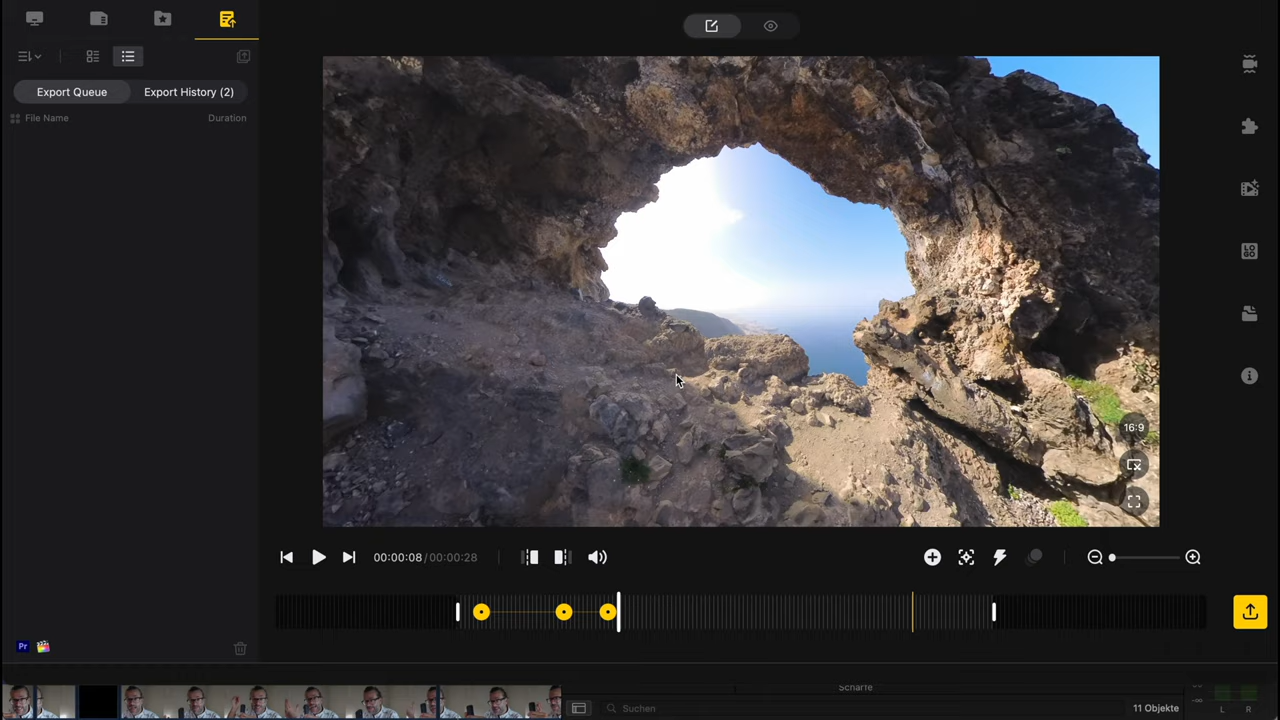 Export Queue
Export History (2)
File Name
Duration
LOGO
16:9
00:00:08/00:00:28
Pr
Schärfe
Suchen
11 Objekte
L
R